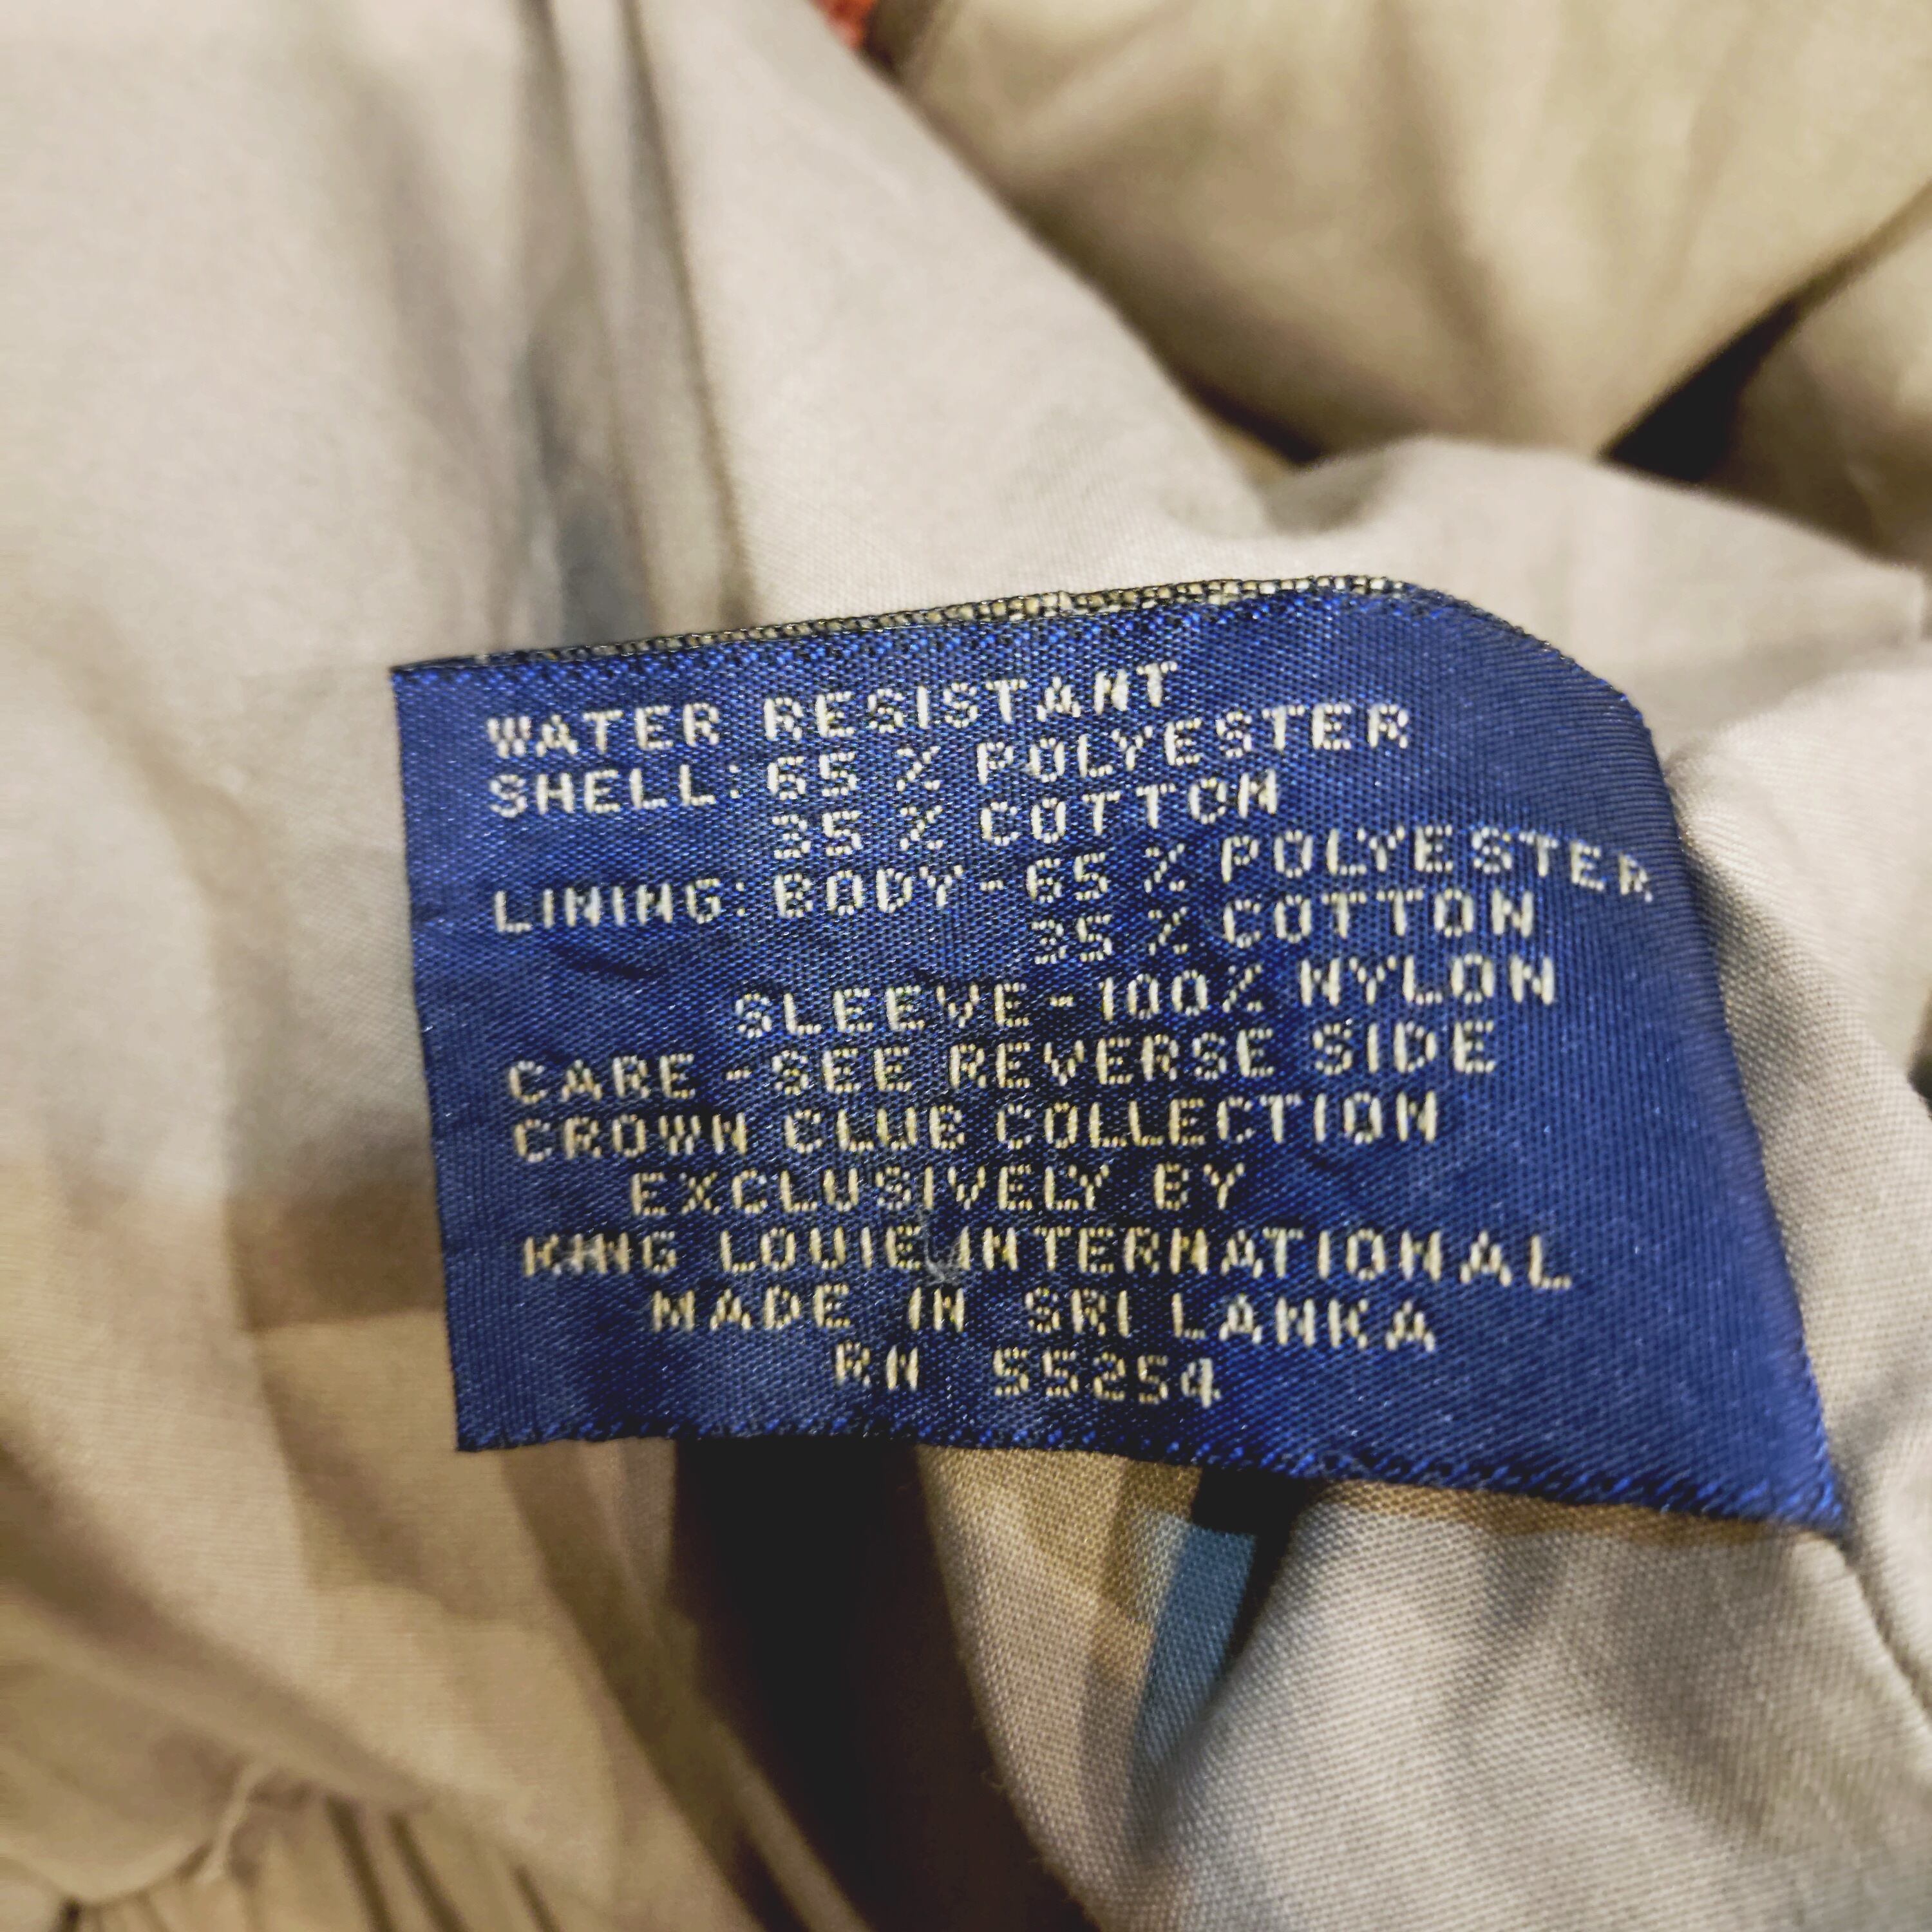 WATER RESISTANT
SHELL: 65 % POLYESTER
35 % COTTON
LINING: BODY - 65 % POLYESTER
35 % COTTON
SLEEVE - 100% NYLON
CARE - SEE REVERSE SIDE
CROWN CLUB COLLECTION
EXCLUSIVELY BY
KING LOUIE INTERNATIONAL
MADE IN SRI LANKA
RN 55254